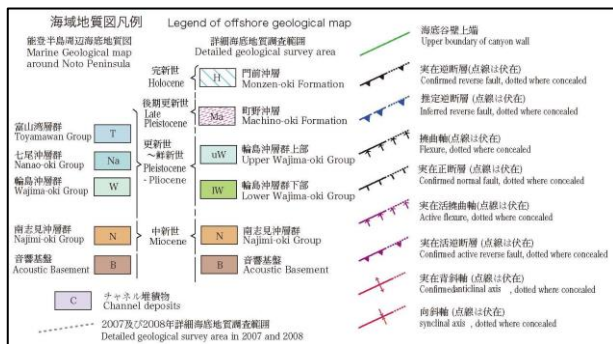 海域地質図凡例 Legend of offshore geological map
能登半島周辺海底地質図
Marine Geological map
around Noto Peninsula
詳細海底地質調査範囲
Detailed geological survey area
完新世
Holocene
H
門前沖層
Monzen-oki Formation
後期更新世
Late
Pleistocene
Ma
町野沖層
Machino-oki Formation
富山湾層群
Toyamawan Group
T
七尾沖層群
Nanao-oki Group
Na
輪島沖層群
Wajima-oki Group
W
更新世
~鮮新世
Pleistocene
- Pliocene
uW
輪島沖層群上部
Upper Wajima-oki Group
lW
輪島沖層群下部
Lower Wajima-oki Group
南志見沖層群
Najimi-oki Group
N
中新世
Miocene
N
南志見沖層群
Najimi-oki Group
音響基盤
Acoustic Basement
B
B
音響基盤
Acoustic Basement
C
チャネル堆積物
Channel deposits
2007及び2008年詳細海底地質調査範囲
Detailed geological survey area in 2007 and 2008
海底谷壁上端
Upper boundary of canyon wall
実在逆断層(点線は伏在)
Confirmed reverse fault, dotted where concealed
推定逆断層 (点線は伏在)
Inferred reverse fault, dotted where concealed
撓曲軸(点線は伏在)
Flexure, dotted where concealed
実在正断層(点線は伏在)
Confirmed normal fault, dotted where concealed
実在活撓曲軸(点線は伏在)
Active flexure, dotted where concealed
実在活逆断層 (点線は伏在)
Confirmed active reverse fault, dotted where concealed
実在背斜軸 (点線は伏在)
Confirmedanticlinal axis , dotted where concealed
向斜軸 (点線は伏在)
synclinal axis , dotted where concealed